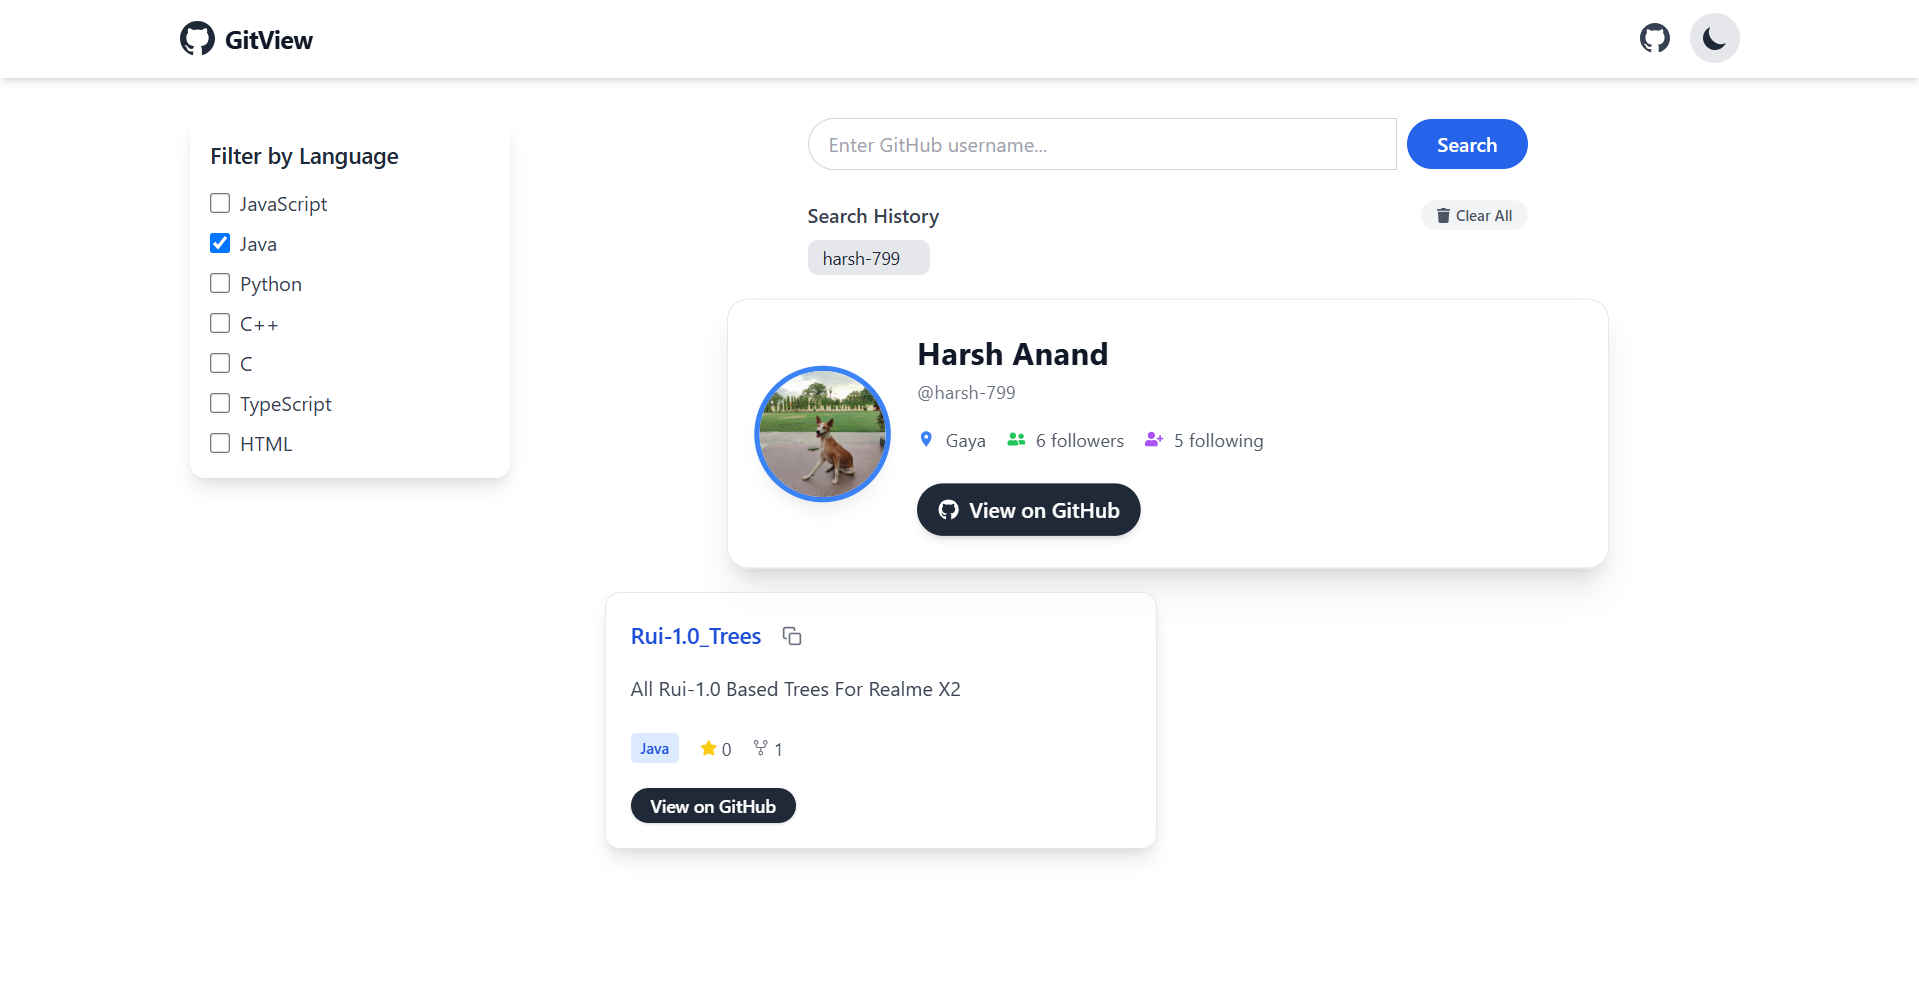 GitView
Filter by Language
JavaScript
Java
Python
C++
C
TypeScript
HTML
Enter GitHub username...
Search
Search History
Clear All
harsh-799
Harsh Anand
@harsh-799
Gaya 6 followers 5 following
View on GitHub
Rui-1.0_Trees
All Rui-1.0 Based Trees For Realme X2
Java 0 1
View on GitHub